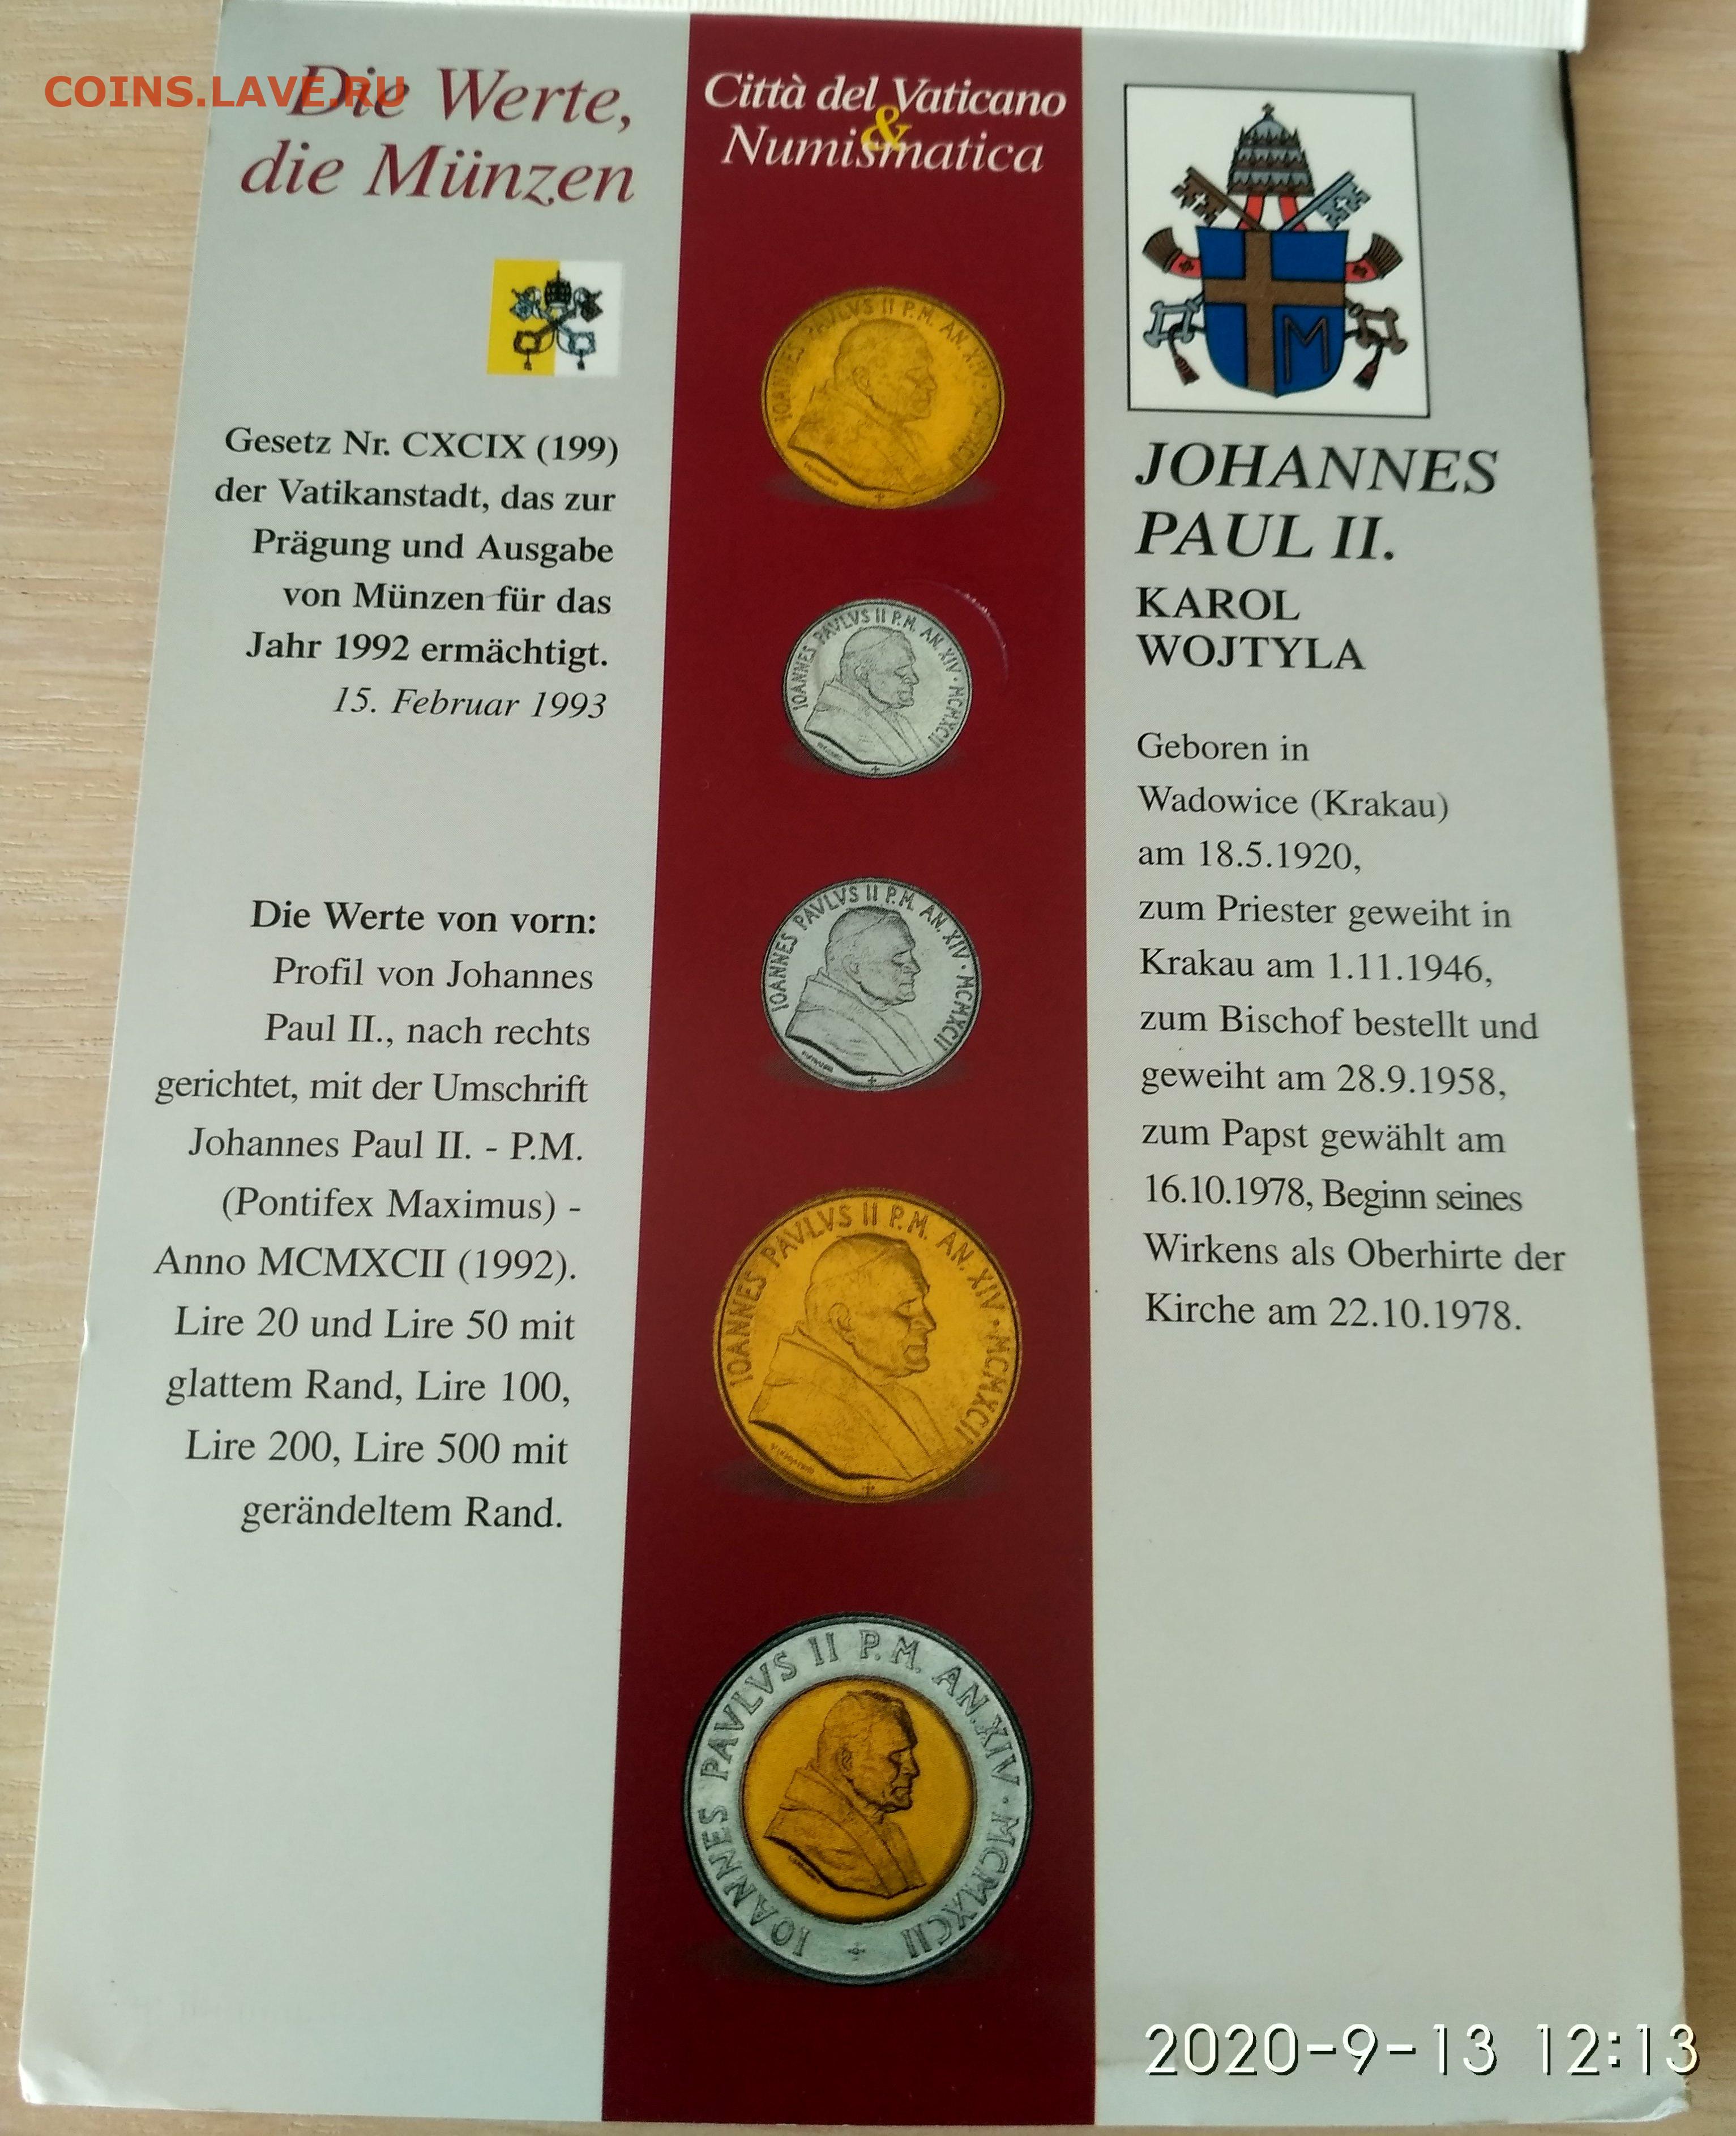 COINS.LAVE.RU
Die Werte,
die Münzen
Gesetz Nr. CXCIX (199)
der Vatikanstadt, das zur
Prägung und Ausgabe
von Münzen für das
Jahr 1992 ermächtigt.
15. Februar 1993
Die Werte von vorn:
Profil von Johannes
Paul II., nach rechts
gerichtet, mit der Umschrift
Johannes Paul II. - P.M.
(Pontifex Maximus) -
Anno MCMXCII (1992).
Lire 20 und Lire 50 mit
glattem Rand, Lire 100,
Lire 200, Lire 500 mit
gerändeltem Rand.
Città del Vaticano
&
Numismatica
IOANNES PAVLVS II P.M. AN. XIV · MCMXCII
IOANNES PAVLVS II P.M. AN. XIV · MCMXCII
IOANNES PAVLVS II P.M. AN. XIV · MCMXCII
IOANNES PAVLVS II P.M. AN. XIV · MCMXCII
IOANNES PAVLVS II P.M. AN. XIV · MCMXCII
M
JOHANNES
PAUL II.
KAROL
WOJTYLA
Geboren in
Wadowice (Krakau)
am 18.5.1920,
zum Priester geweiht in
Krakau am 1.11.1946,
zum Bischof bestellt und
geweiht am 28.9.1958,
zum Papst gewählt am
16.10.1978, Beginn seines
Wirkens als Oberhirte der
Kirche am 22.10.1978.
2020-9-13 12:13